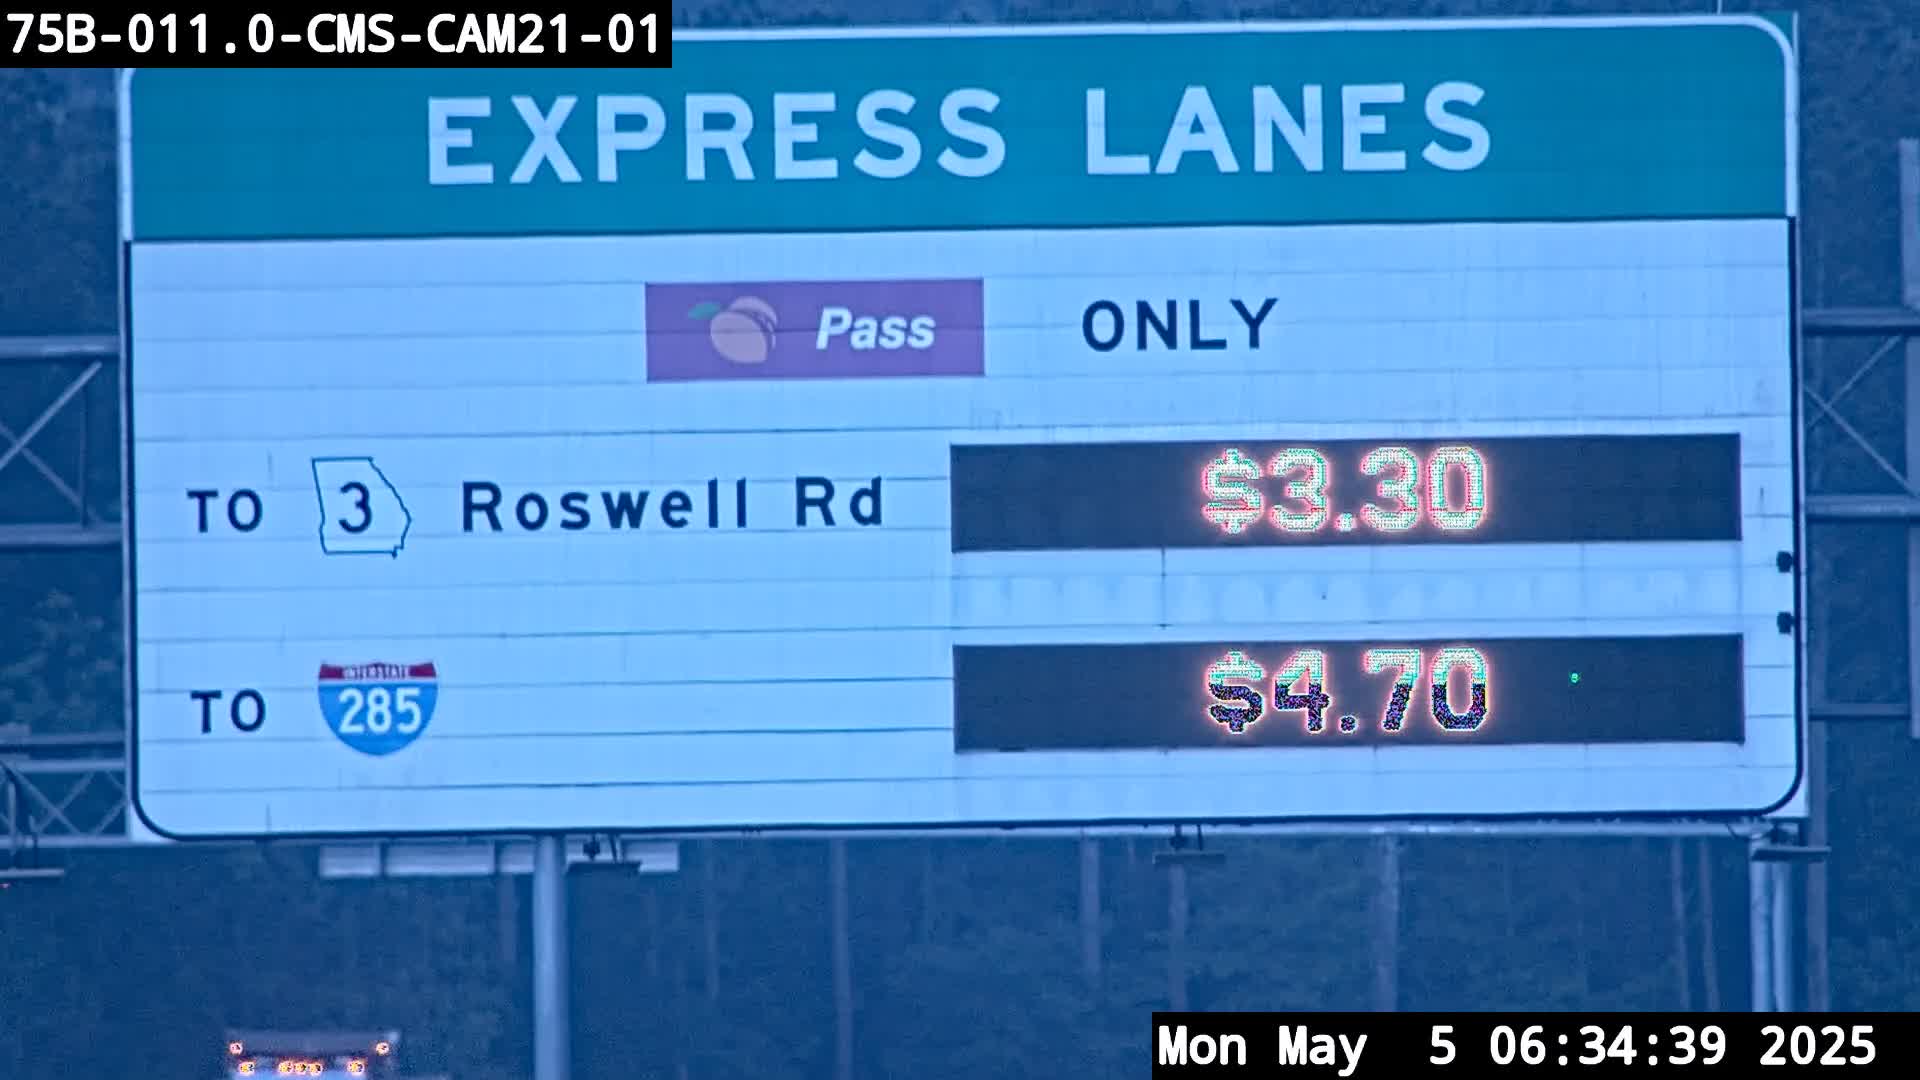 75B-011.0-CMS-CAM21-01
EXPRESS LANES
Pass ONLY
TO 3 Roswell Rd $3.30
TO INTERSTATE 285 $4.70
Mon May 5 06:34:39 2025